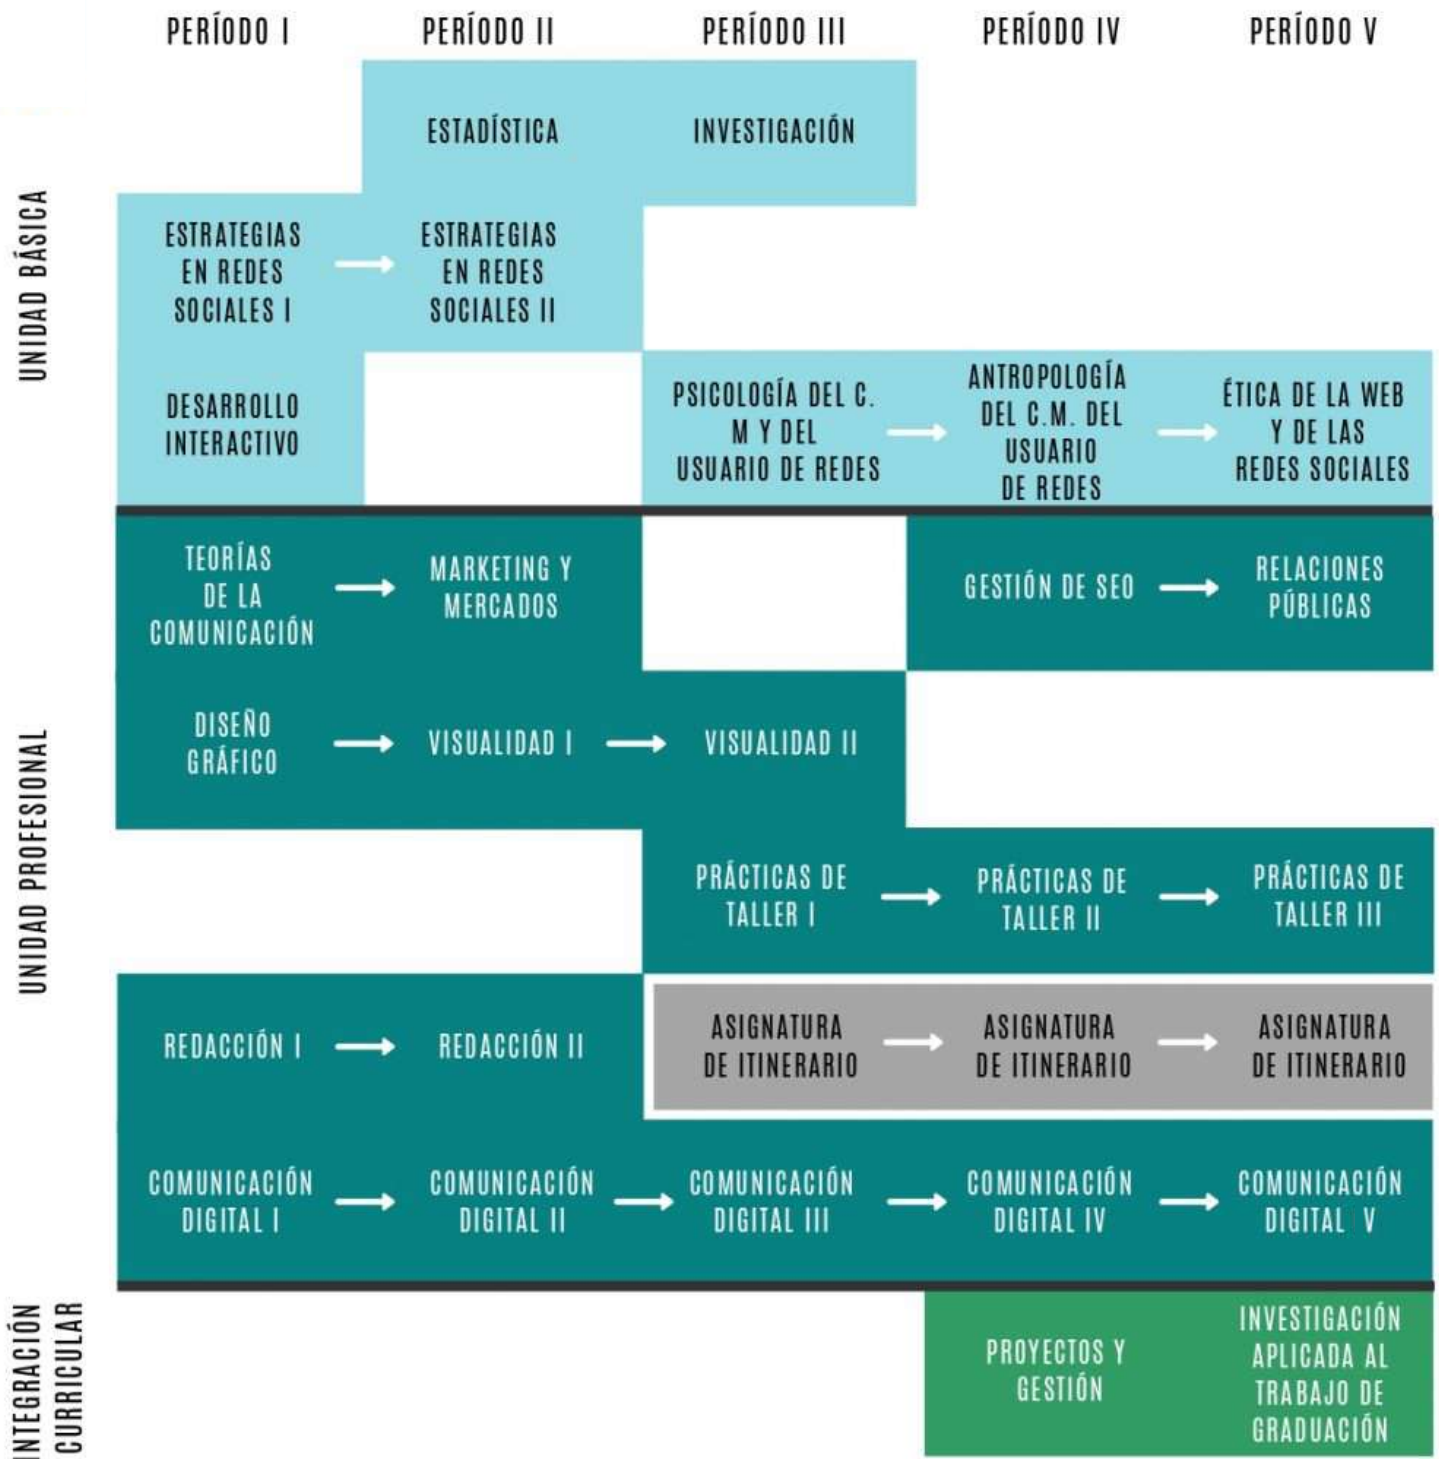 PERÍODO I
PERÍODO II
PERÍODO III
PERÍODO IV
PERÍODO V
UNIDAD BÁSICA
ESTADÍSTICA
INVESTIGACIÓN
ESTRATEGIAS
EN REDES
SOCIALES I
ESTRATEGIAS
EN REDES
SOCIALES II
DESARROLLO
INTERACTIVO
PSICOLOGÍA DEL C.
M Y DEL
USUARIO DE REDES
ANTROPOLOGÍA
DEL C.M. DEL
USUARIO
DE REDES
ÉTICA DE LA WEB
Y DE LAS
REDES SOCIALES
UNIDAD PROFESIONAL
TEORÍAS
DE LA
COMUNICACIÓN
MARKETING Y
MERCADOS
GESTIÓN DE SEO
RELACIONES
PÚBLICAS
DISEÑO
GRÁFICO
VISUALIDAD I
VISUALIDAD II
PRÁCTICAS DE
TALLER I
PRÁCTICAS DE
TALLER II
PRÁCTICAS DE
TALLER III
REDACCIÓN I
REDACCIÓN II
ASIGNATURA
DE ITINERARIO
ASIGNATURA
DE ITINERARIO
ASIGNATURA
DE ITINERARIO
COMUNICACIÓN
DIGITAL I
COMUNICACIÓN
DIGITAL II
COMUNICACIÓN
DIGITAL III
COMUNICACIÓN
DIGITAL IV
COMUNICACIÓN
DIGITAL V
INTEGRACIÓN
CURRICULAR
PROYECTOS Y
GESTIÓN
INVESTIGACIÓN
APLICADA AL
TRABAJO DE
GRADUACIÓN